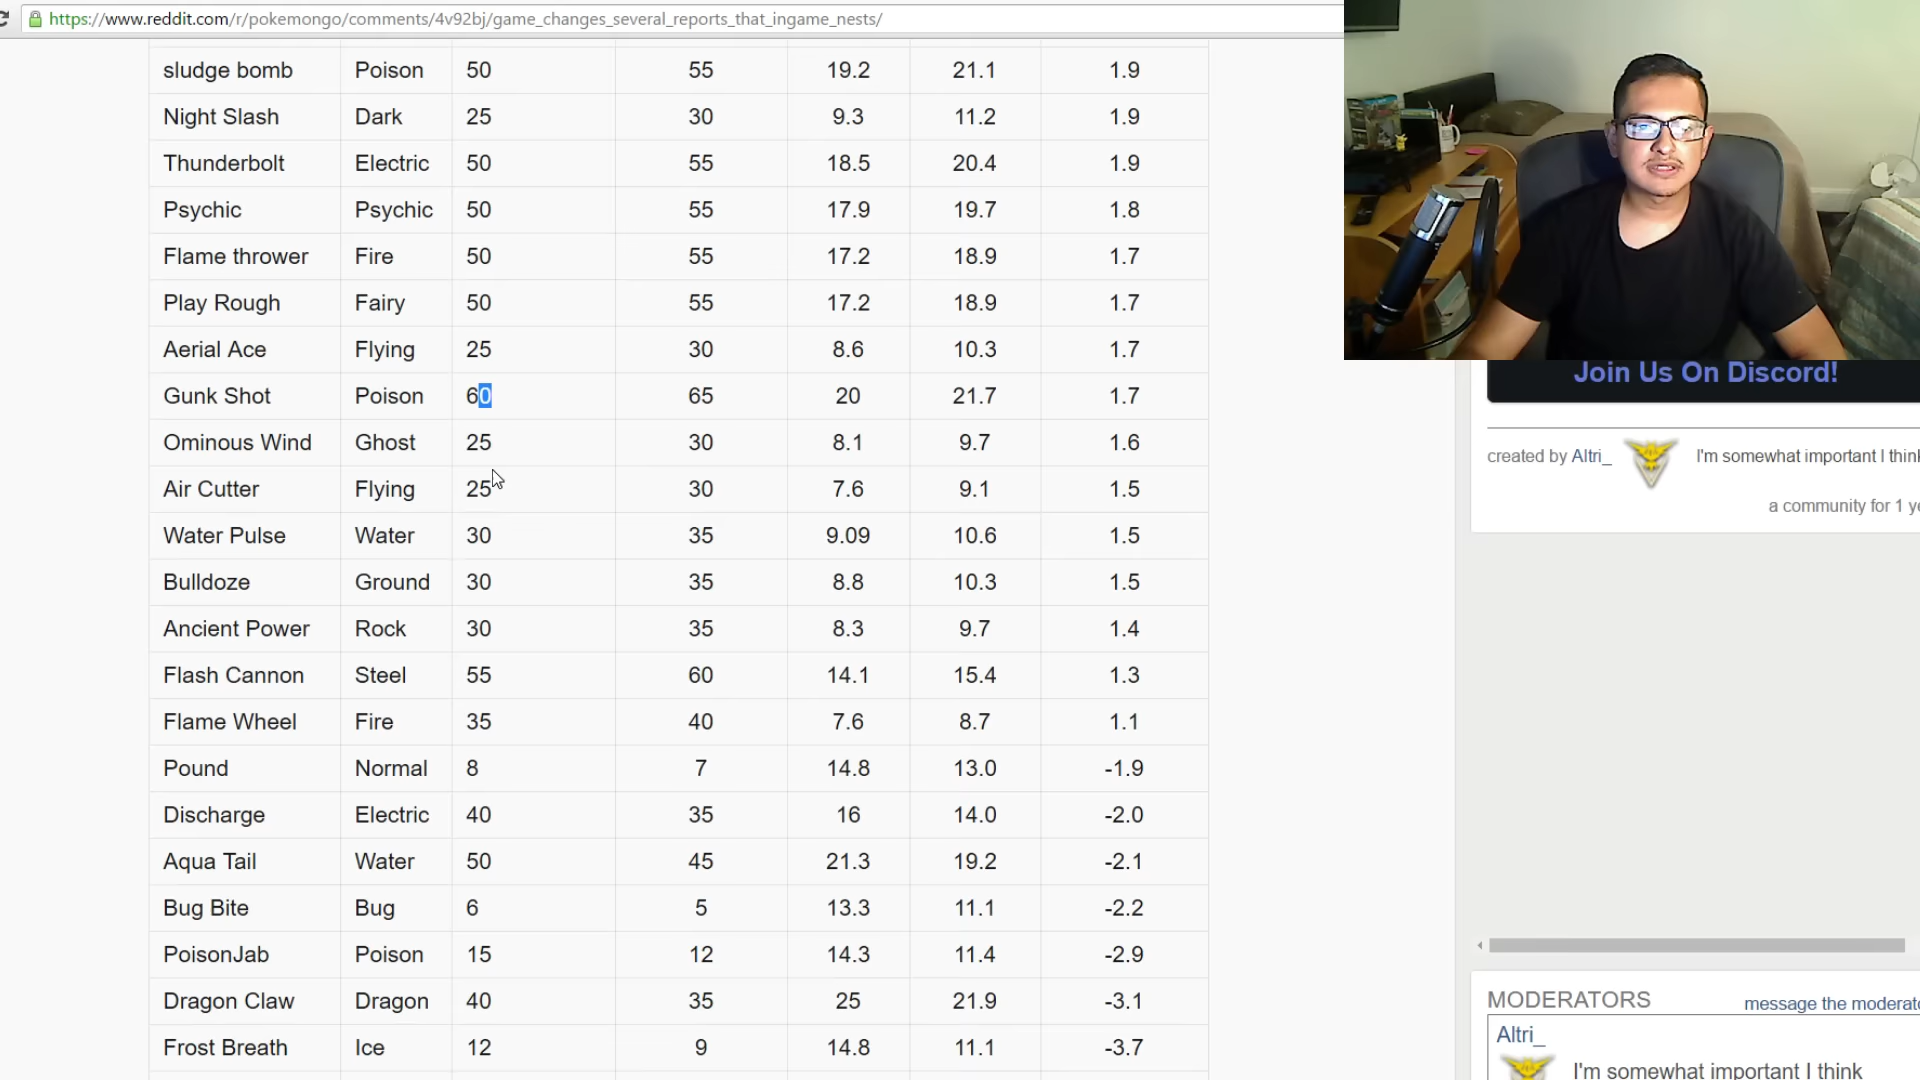 https://www.reddit.com/r/pokemongo/comments/4v92bj/game_changes_several_reports_that_ingame_nests/
sludge bomb Poison 50 55 19.2 21.1 1.9
Night Slash Dark 25 30 9.3 11.2 1.9
Thunderbolt Electric 50 55 18.5 20.4 1.9
Psychic Psychic 50 55 17.9 19.7 1.8
Flame thrower Fire 50 55 17.2 18.9 1.7
Play Rough Fairy 50 55 17.2 18.9 1.7
Aerial Ace Flying 25 30 8.6 10.3 1.7
Gunk Shot Poison 60 65 20 21.7 1.7
Ominous Wind Ghost 25 30 8.1 9.7 1.6
Air Cutter Flying 25 30 7.6 9.1 1.5
Water Pulse Water 30 35 9.09 10.6 1.5
Bulldoze Ground 30 35 8.8 10.3 1.5
Ancient Power Rock 30 35 8.3 9.7 1.4
Flash Cannon Steel 55 60 14.1 15.4 1.3
Flame Wheel Fire 35 40 7.6 8.7 1.1
Pound Normal 8 7 14.8 13.0 -1.9
Discharge Electric 40 35 16 14.0 -2.0
Aqua Tail Water 50 45 21.3 19.2 -2.1
Bug Bite Bug 6 5 13.3 11.1 -2.2
PoisonJab Poison 15 12 14.3 11.4 -2.9
Dragon Claw Dragon 40 35 25 21.9 -3.1
Frost Breath Ice 12 9 14.8 11.1 -3.7
Join Us On Discord!
created by Altri_ I'm somewhat important I think
a community for 1 ye
MODERATORS message the moderato
Altri_
I'm somewhat important I think